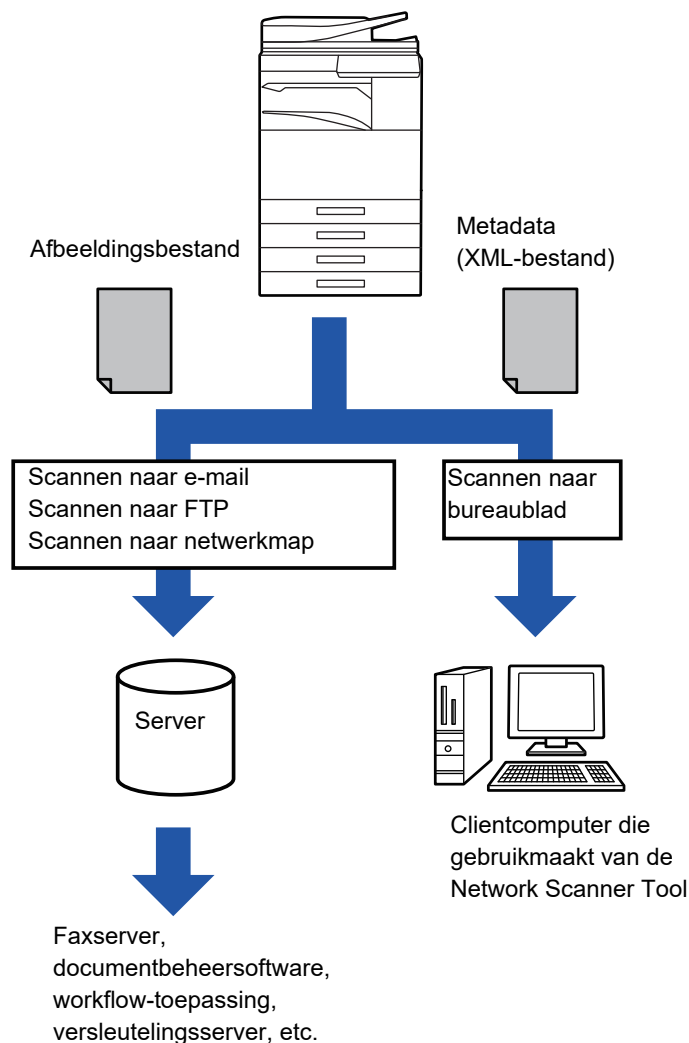 Afbeeldingsbestand
Metadata
(XML-bestand)
Scannen naar e-mail
Scannen naar FTP
Scannen naar netwerkmap
Scannen naar
bureaublad
Server
Clientcomputer die
gebruikmaakt van de
Network Scanner Tool
Faxserver,
documentbeheersoftware,
workflow-toepassing,
versleutelingsserver, etc.